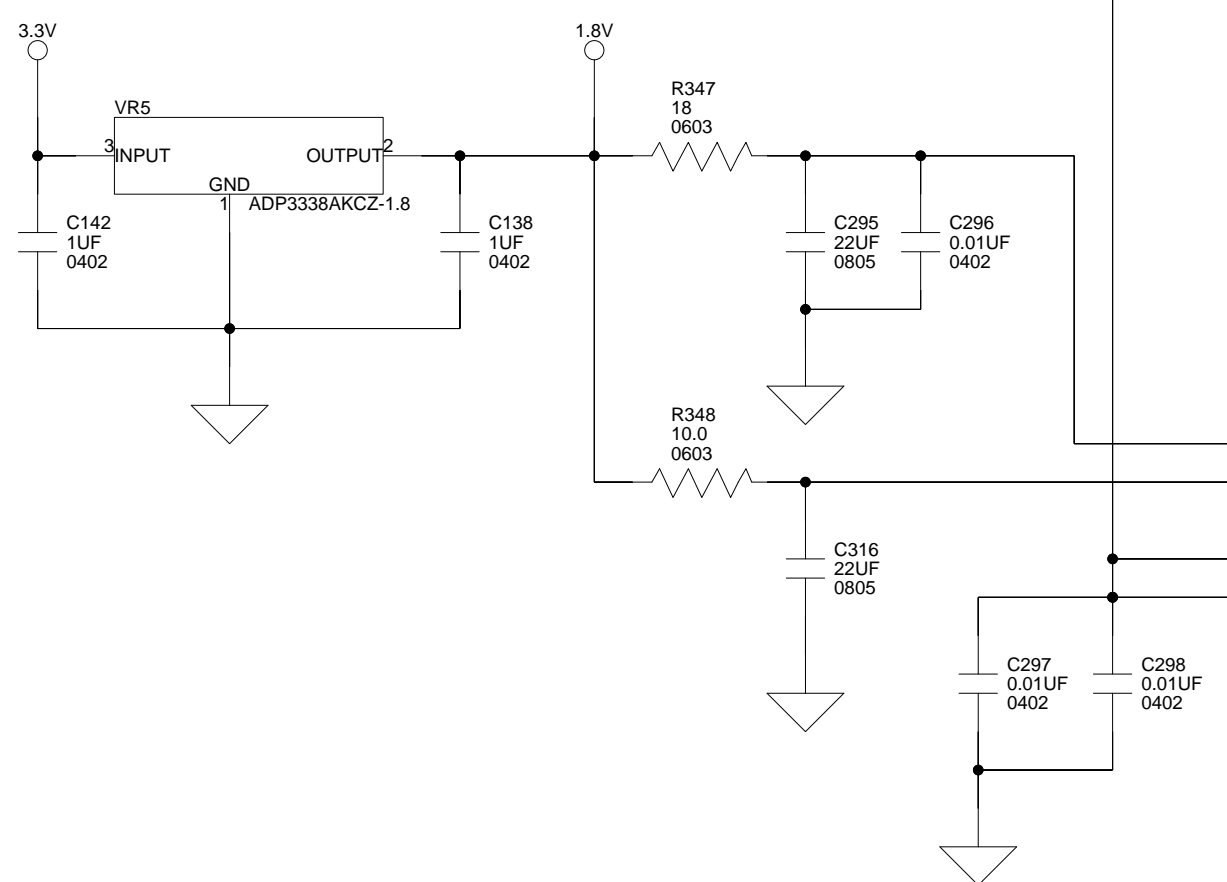 3.3V
1.8V
R347
18
0603
VR5
3
INPUT
OUTPUT
2
GND
1
ADP3338AKCZ-1.8
C142
1UF
0402
C138
1UF
0402
C295
22UF
0805
C296
0.01UF
0402
R348
10.0
0603
C316
22UF
0805
C297
0.01UF
0402
C298
0.01UF
0402